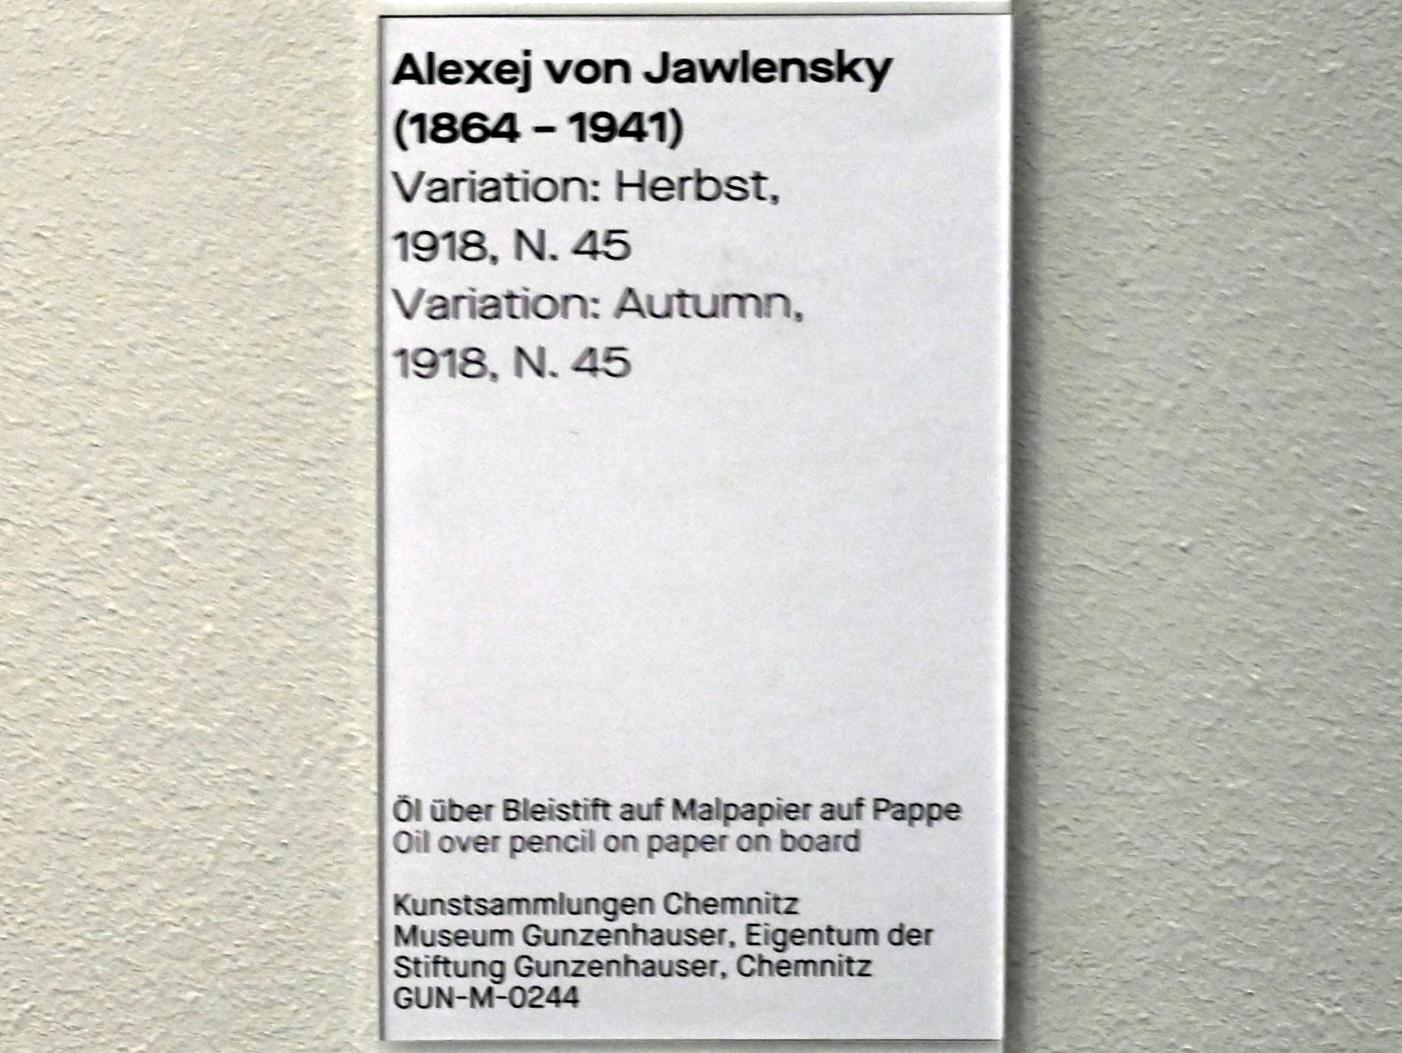 Alexej von Jawlensky
(1864 – 1941)
Variation: Herbst,
1918, N. 45
Variation: Autumn,
1918, N. 45
Öl über Bleistift auf Malpapier auf Pappe
Oil over pencil on paper on board
Kunstsammlungen Chemnitz
Museum Gunzenhauser, Eigentum der
Stiftung Gunzenhauser, Chemnitz
GUN-M-0244